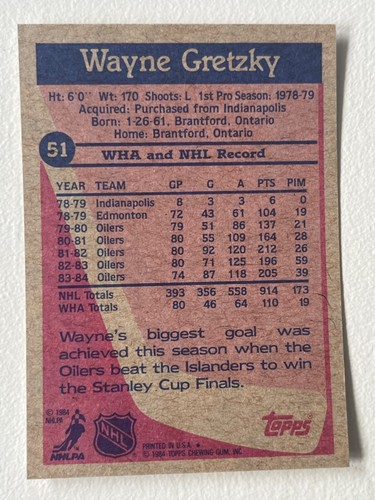 Wayne Gretzky
Ht: 6'0" Wt: 170 Shoots: L 1st Pro Season: 1978-79
Acquired: Purchased from Indianapolis
Born: 1-26-61, Brantford, Ontario
Home: Brantford, Ontario
51
WHA and NHL Record
YEAR TEAM GP G A PTS PIM
78-79 Indianapolis 8 3 3 6 0
78-79 Edmonton 72 43 61 104 19
79-80 Oilers 79 51 86 137 21
80-81 Oilers 80 55 109 164 28
81-82 Oilers 80 92 120 212 26
82-83 Oilers 80 71 125 196 59
83-84 Oilers 74 87 118 205 39
NHL Totals 393 356 558 914 173
WHA Totals 80 46 64 110 19
Wayne's biggest goal was
achieved this season when the
Oilers beat the Islanders to win
the Stanley Cup Finals.
© 1984
NHLPA
NHLPA
NHL
topps
PRINTED IN U.S.A.
© 1984 TOPPS CHEWING GUM, INC.